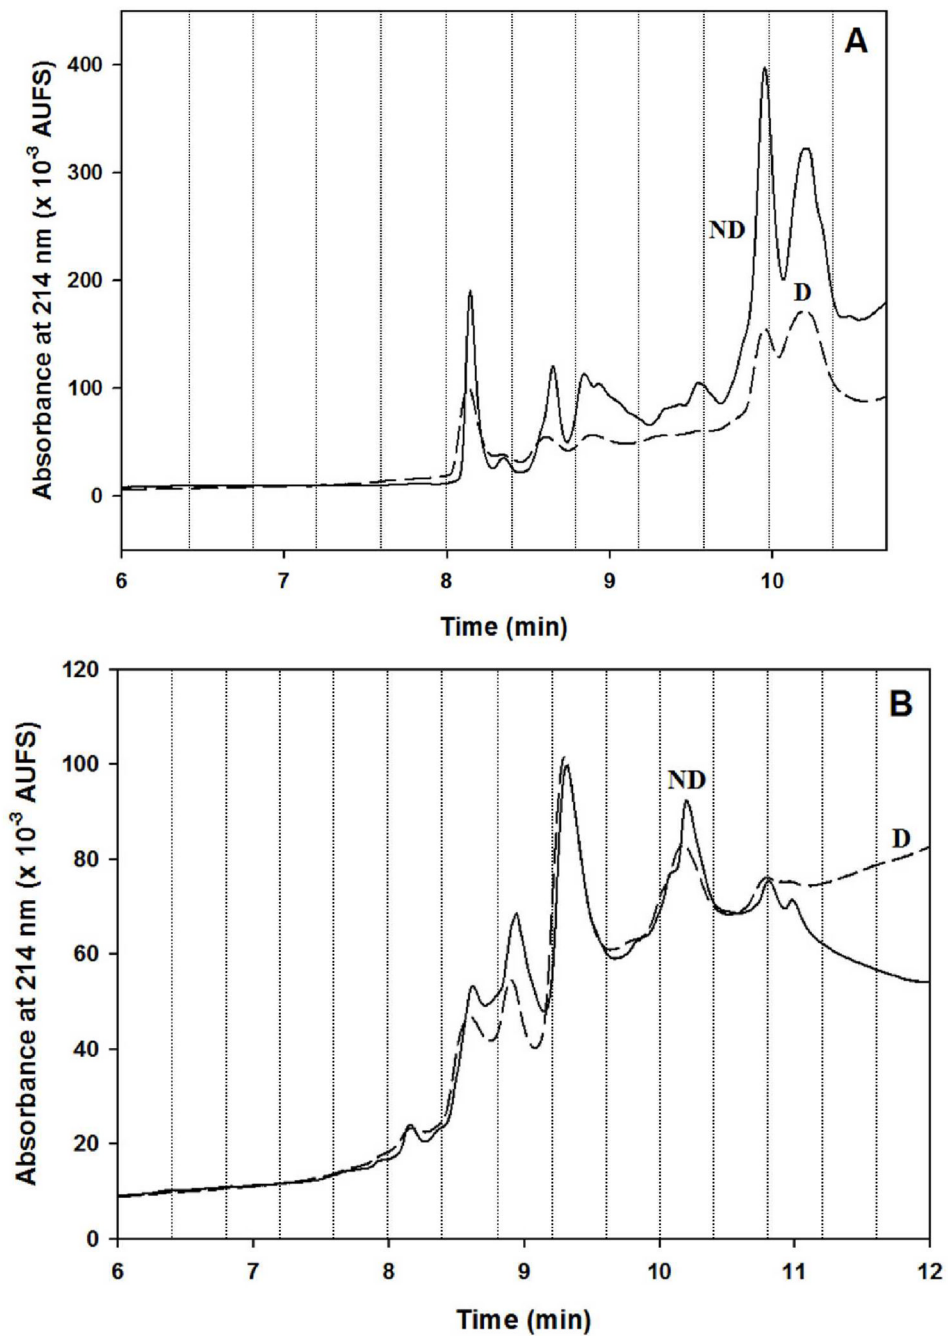 A
Absorbance at 214 nm (x 10⁻³ AUFS)
400
300
200
100
0
ND
D
6 7 8 9 10
Time (min)
B
Absorbance at 214 nm (x 10⁻³ AUFS)
120
100
80
60
40
20
0
ND
D
6 7 8 9 10 11 12
Time (min)